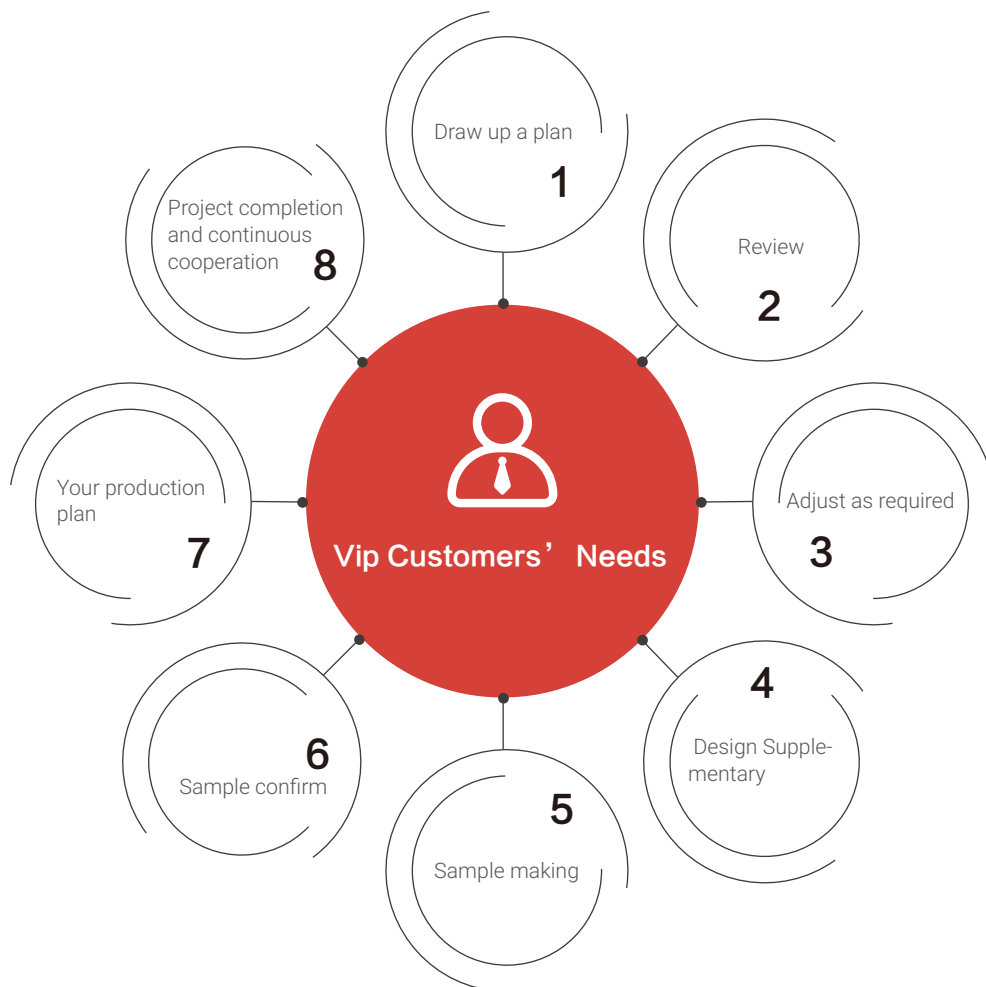 Draw up a plan
1
Review
2
Adjust as required
3
4
Design Supple-
mentary
5
Sample making
6
Sample confirm
Your production
plan
7
Project completion
and continuous
cooperation
8
Vip Customers’ Needs